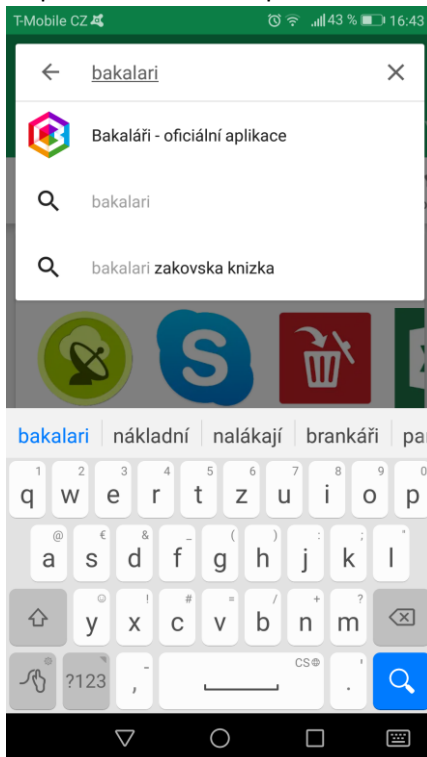 T-Mobile CZ 43 % 16:43
bakalari
Bakaláři - oficiální aplikace
bakalari
bakalari zakovska knizka
bakalari nákladní nalákají brankáři
1 2 3 4 5 6 7 8 9 0
q w e r t z u i o p
@ € & _ ( ) : ; "
a s d f g h j k l
! # = / + ?
y x c v b n m
CS
?123 , - . '